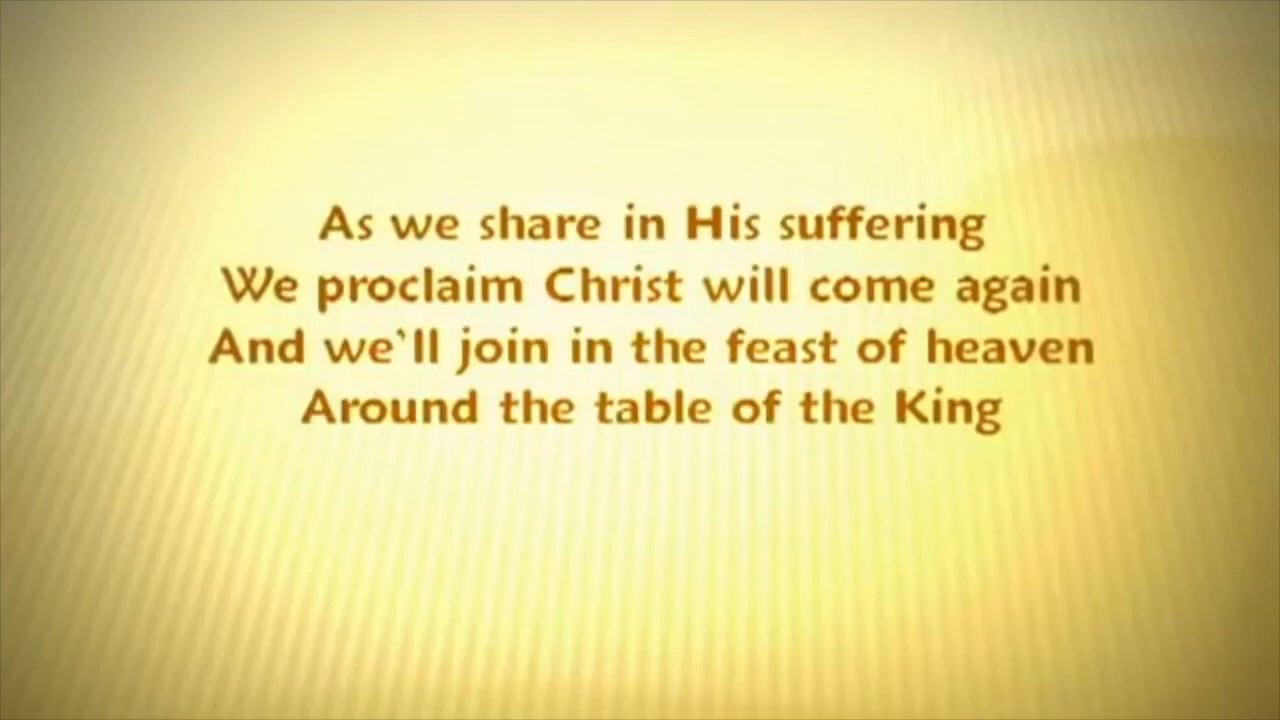 As we share in His suffering
We proclaim Christ will come again
And we`ll join in the feast of heaven
Around the table of the King